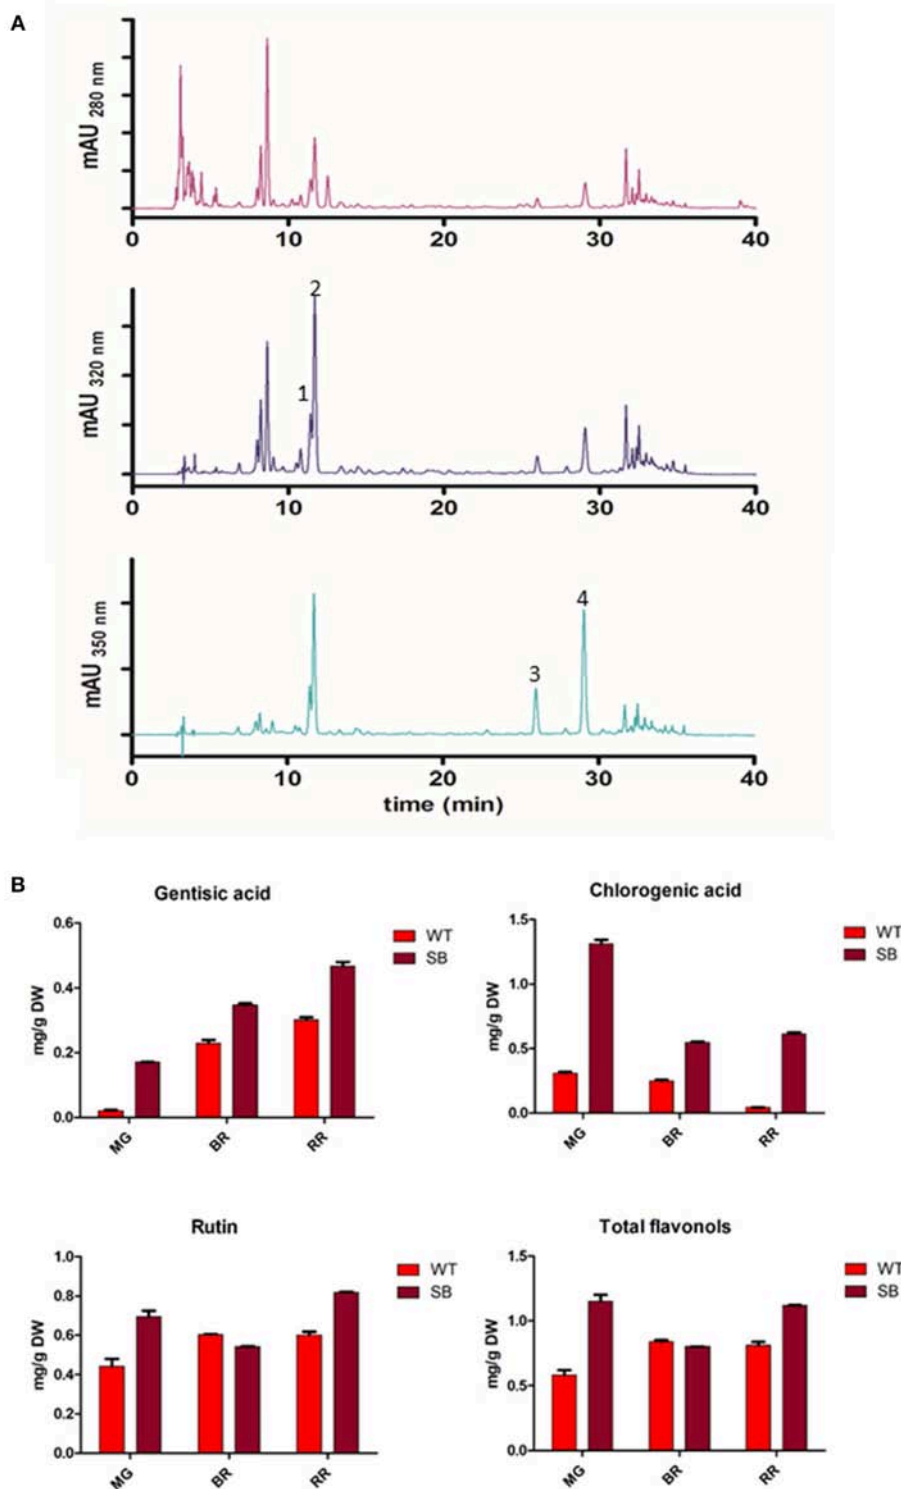 A
mAU 280 nm
0 10 20 30 40
mAU 320 nm
1
2
0 10 20 30 40
mAU 350 nm
3
4
0 10 20 30 40
time (min)
B
Gentisic acid
mg/g DW
0.6
0.4
0.2
0.0
MG BR RR
WT
SB
Chlorogenic acid
mg/g DW
1.5
1.0
0.5
0.0
MG BR RR
WT
SB
Rutin
mg/g DW
1.0
0.8
0.6
0.4
0.2
0.0
MG BR RR
WT
SB
Total flavonols
mg/g DW
1.5
1.0
0.5
0.0
MG BR RR
WT
SB